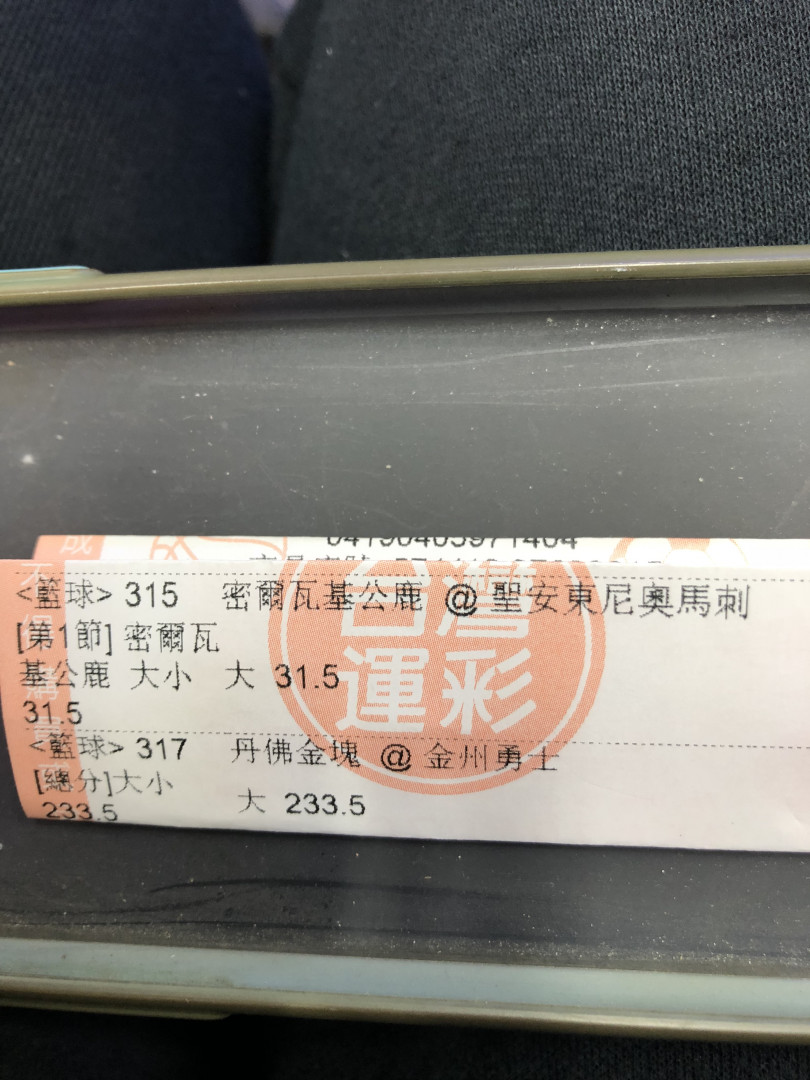 <籃球> 315 密爾瓦基公鹿 @ 聖安東尼奧馬刺
[第1節] 密爾瓦
基公鹿 大小 大 31.5
31.5
<籃球> 317 丹佛金塊 @ 金州勇士
[總分]大小
大 233.5
233.5
台灣
運彩